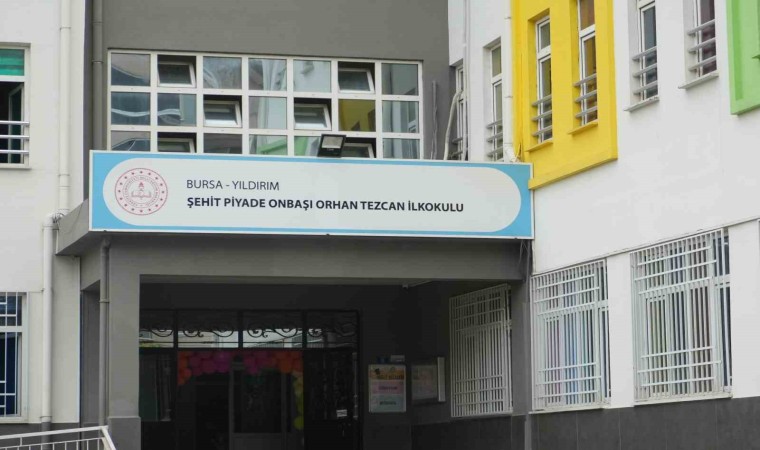 BURSA - YILDIRIM
ŞEHİT PİYADE ONBAŞI ORHAN TEZCAN İLKOKULU